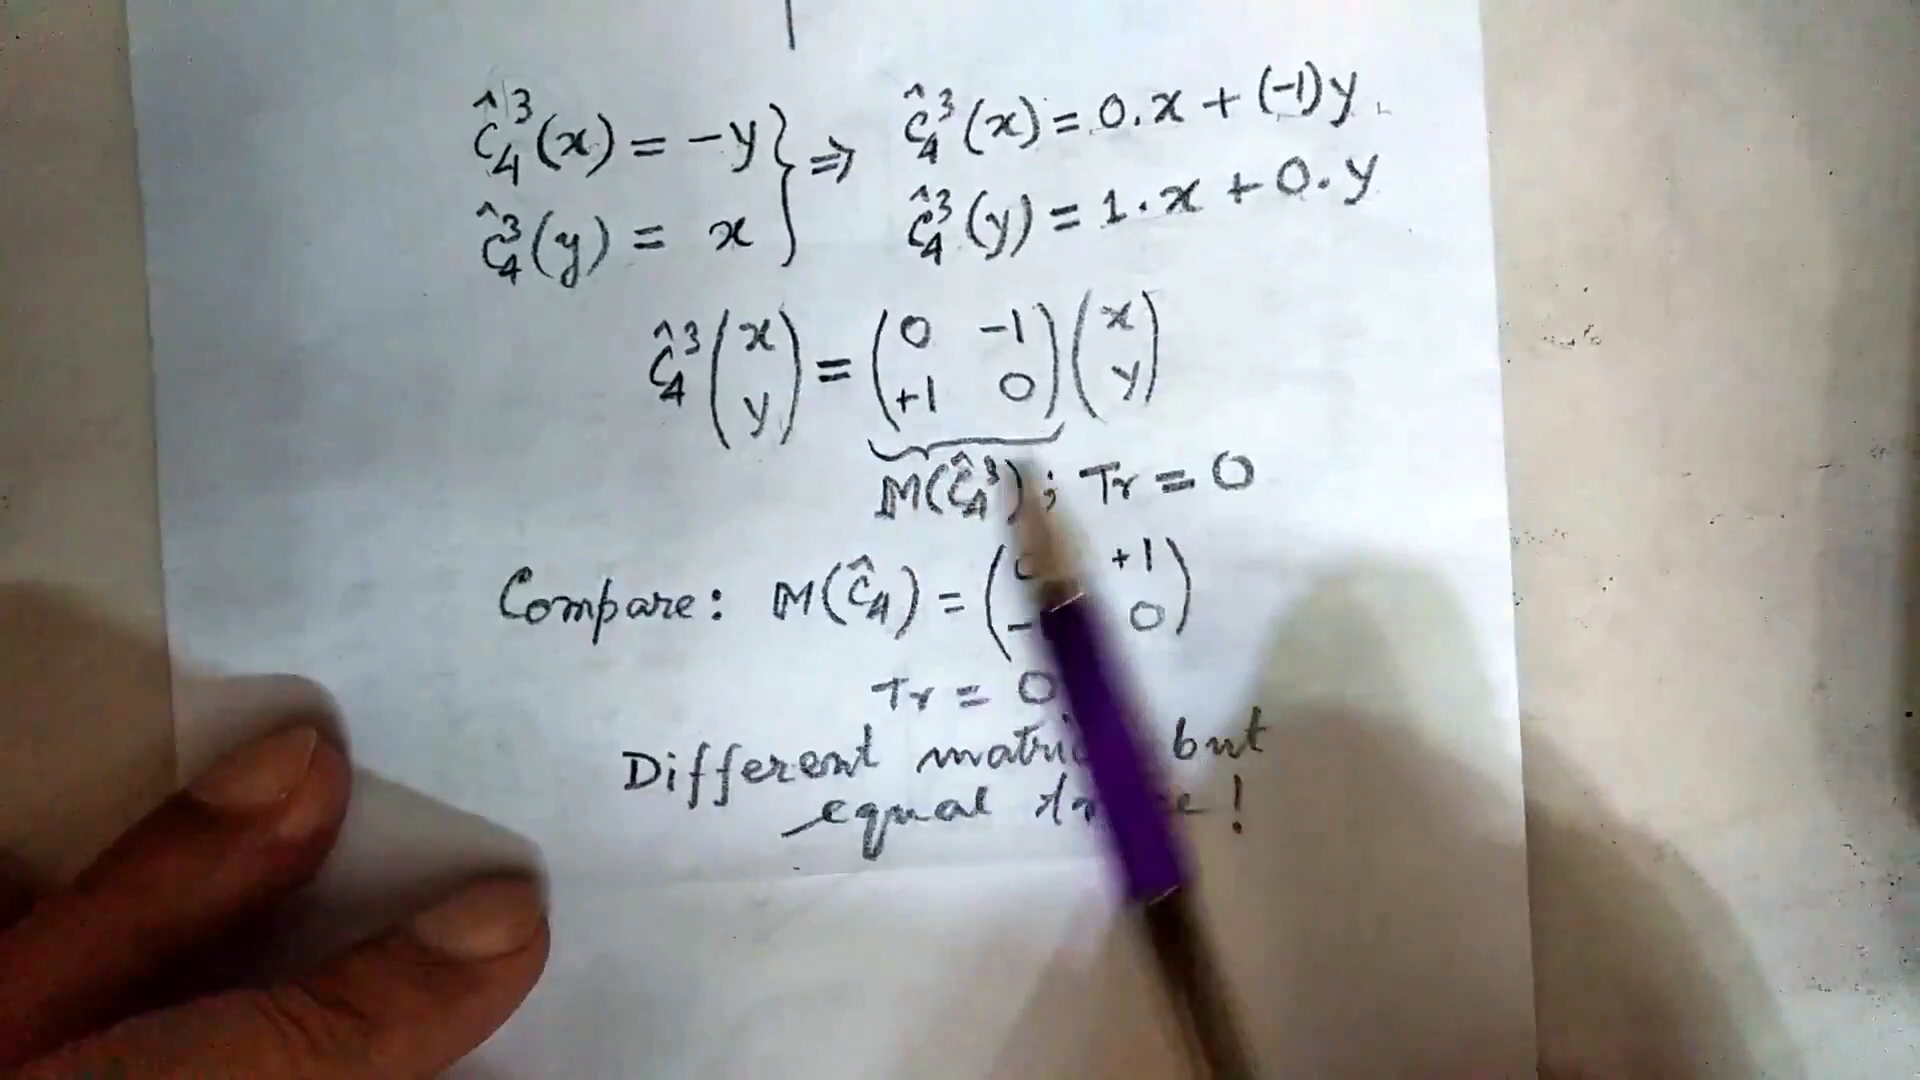 Ĉ₄³(x) = -y } ⇒ Ĉ₄³(x) = 0.x + (-1)y
Ĉ₄³(y) = x } Ĉ₄³(y) = 1.x + 0.y
Ĉ₄³ (x y) = (0 -1 +1 0) (x y)
M(Ĉ₄³); Tr = 0
Compare: M(Ĉ₄) = ( +1 - 0)
Tr = 0
Different but
equal !